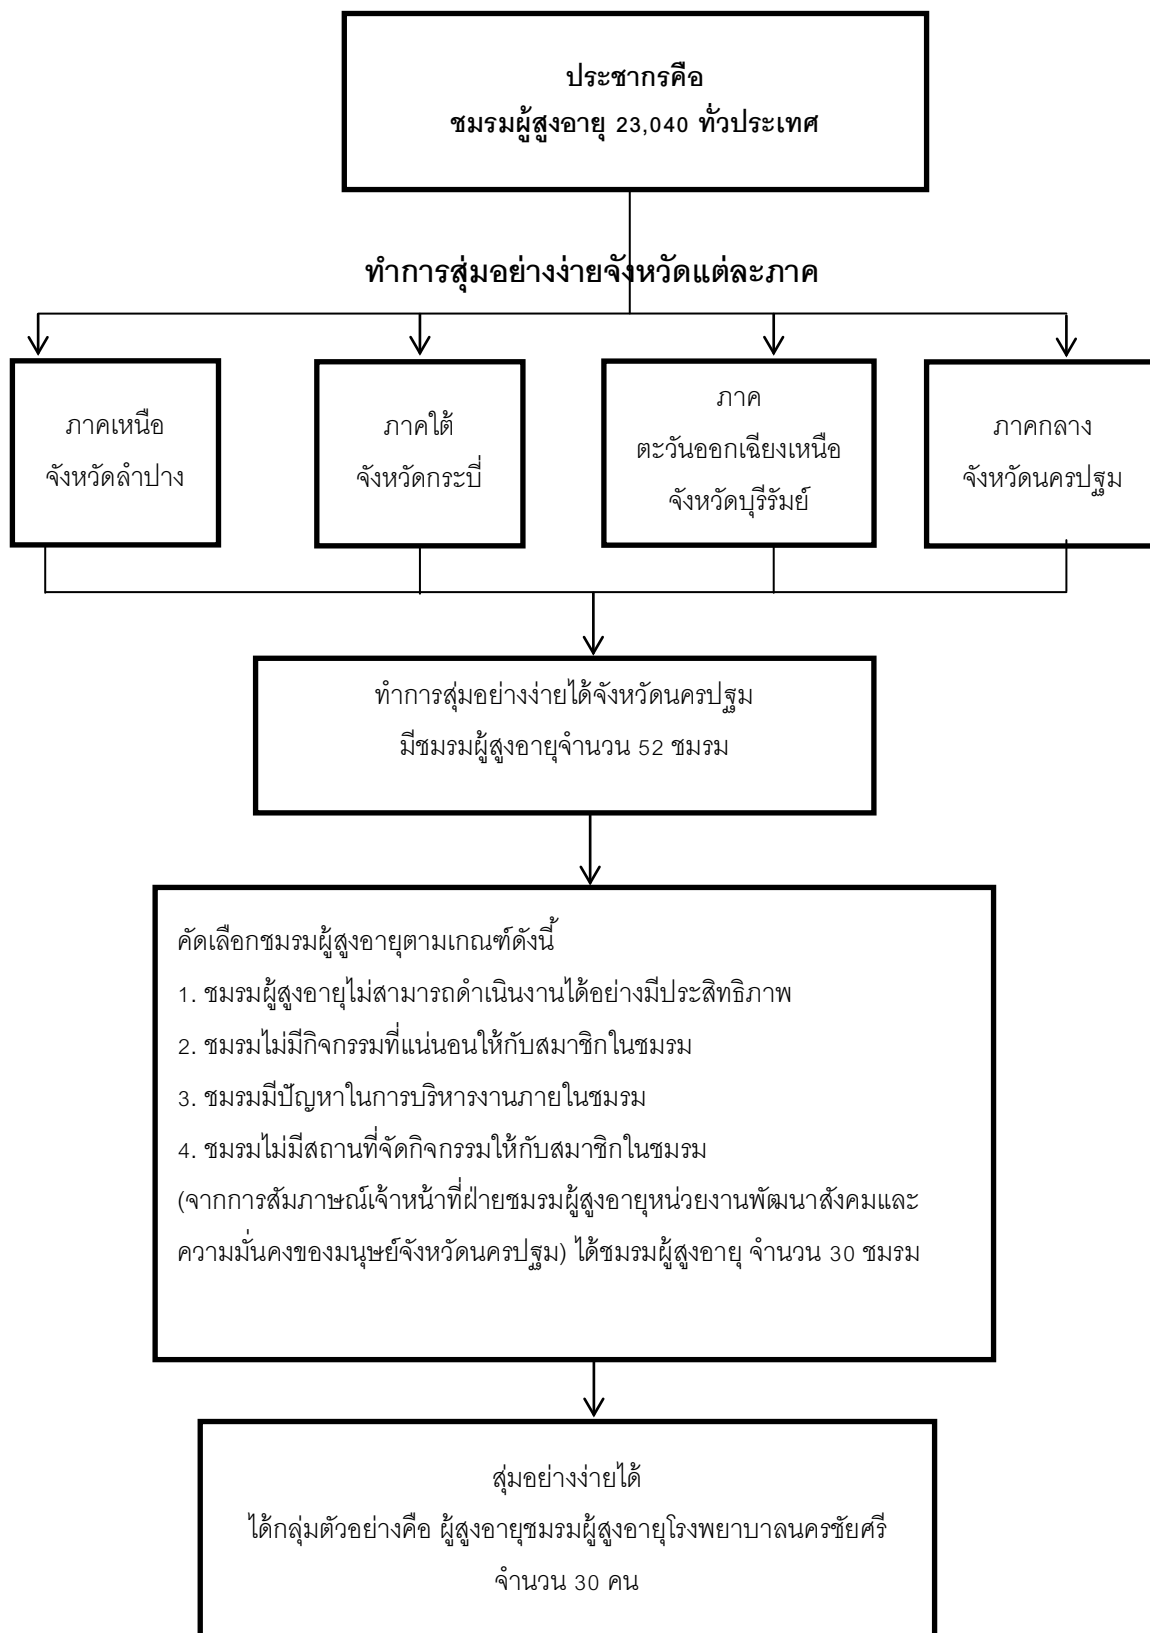 ประชากรคือ
ชมรมผู้สูงอายุ 23,040 ทั่วประเทศ
ทำการสุ่มอย่างง่ายจังหวัดแต่ละภาค
ภาคเหนือ
จังหวัดลำปาง
ภาคใต้
จังหวัดกระบี่
ภาค
ตะวันออกเฉียงเหนือ
จังหวัดบุรีรัมย์
ภาคกลาง
จังหวัดนครปฐม
ทำการสุ่มอย่างง่ายได้จังหวัดนครปฐม
มีชมรมผู้สูงอายุจำนวน 52 ชมรม
คัดเลือกชมรมผู้สูงอายุตามเกณฑ์ดังนี้
1. ชมรมผู้สูงอายุไม่สามารถดำเนินงานได้อย่างมีประสิทธิภาพ
2. ชมรมไม่มีกิจกรรมที่แน่นอนให้กับสมาชิกในชมรม
3. ชมรมมีปัญหาในการบริหารงานภายในชมรม
4. ชมรมไม่มีสถานที่จัดกิจกรรมให้กับสมาชิกในชมรม
(จากการสัมภาษณ์เจ้าหน้าที่ฝ่ายชมรมผู้สูงอายุหน่วยงานพัฒนาสังคมและ
ความมั่นคงของมนุษย์จังหวัดนครปฐม) ได้ชมรมผู้สูงอายุ จำนวน 30 ชมรม
สุ่มอย่างง่ายได้
ได้กลุ่มตัวอย่างคือ ผู้สูงอายุชมรมผู้สูงอายุโรงพยาบาลนครชัยศรี
จำนวน 30 คน